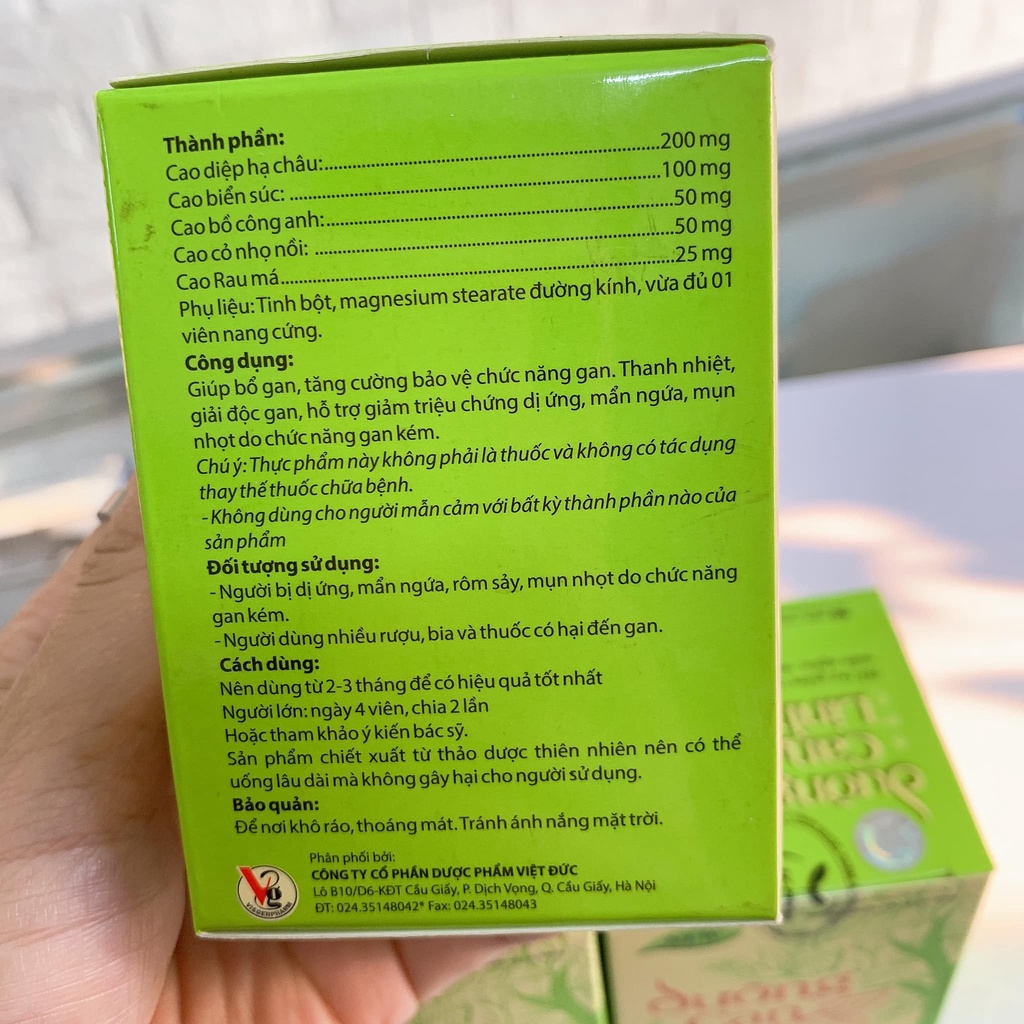 Thành phần:
Cao diệp hạ châu:............................................................200 mg
Cao biển súc: ..................................................................100 mg
Cao bồ công anh:..............................................................50 mg
Cao cỏ nhọ nồi: ................................................................50 mg
Cao Rau má.......................................................................25 mg
Phụ liệu: Tinh bột, magnesium stearate đường kính, vừa đủ 01
viên nang cứng.
Công dụng:
Giúp bổ gan, tăng cường bảo vệ chức năng gan. Thanh nhiệt,
giải độc gan, hỗ trợ giảm triệu chứng dị ứng, mẩn ngứa, mụn
nhọt do chức năng gan kém.
Chú ý: Thực phẩm này không phải là thuốc và không có tác dụng
thay thế thuốc chữa bệnh.
- Không dùng cho người mẫn cảm với bất kỳ thành phần nào của
sản phẩm
Đối tượng sử dụng:
- Người bị dị ứng, mẩn ngứa, rôm sảy, mụn nhọt do chức năng
gan kém.
- Người dùng nhiều rượu, bia và thuốc có hại đến gan.
Cách dùng:
Nên dùng từ 2-3 tháng để có hiệu quả tốt nhất
Người lớn: ngày 4 viên, chia 2 lần
Hoặc tham khảo ý kiến bác sỹ.
Sản phẩm chiết xuất từ thảo dược thiên nhiên nên có thể
uống lâu dài mà không gây hại cho người sử dụng.
Bảo quản:
Để nơi khô ráo, thoáng mát. Tránh ánh nắng mặt trời.
Phân phối bởi:
CÔNG TY CỔ PHẦN DƯỢC PHẨM VIỆT ĐỨC
Lô B10/D6-KĐT Cầu Giấy, P. Dịch Vọng, Q. Cầu Giấy, Hà Nội
ĐT: 024.35148042* Fax: 024.35148043
VIEGERPHARM